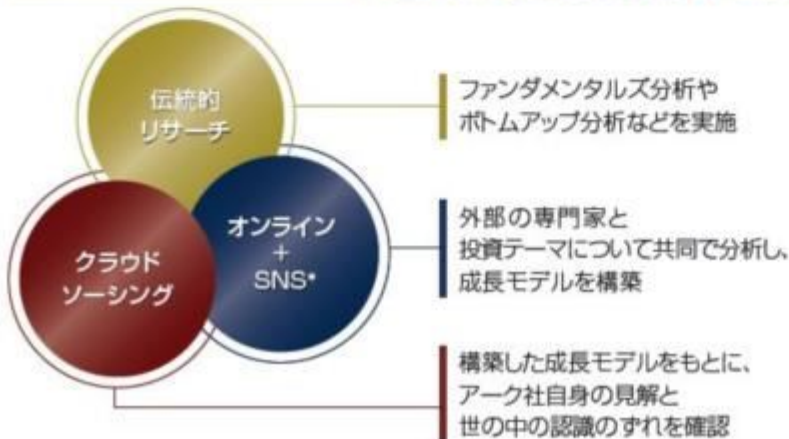 伝統的
リサーチ
ファンダメンタルズ分析や
ボトムアップ分析などを実施
オンライン
+
SNS*
外部の専門家と
投資テーマについて共同で分析し、
成長モデルを構築
クラウド
ソーシング
構築した成長モデルをもとに、
アーク社自身の見解と
世の中の認識のずれを確認